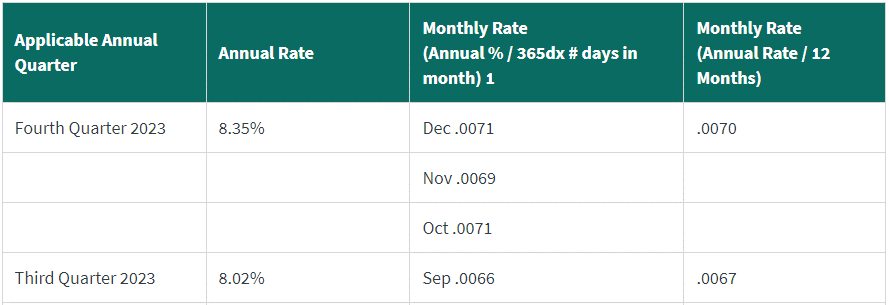 Applicable Annual
Quarter
Annual Rate
Monthly Rate
(Annual % / 365dx # days in
month) 1
Monthly Rate
(Annual Rate / 12
Months)
Fourth Quarter 2023 8.35% Dec .0071 .0070
Nov .0069
Oct .0071
Third Quarter 2023 8.02% Sep .0066 .0067